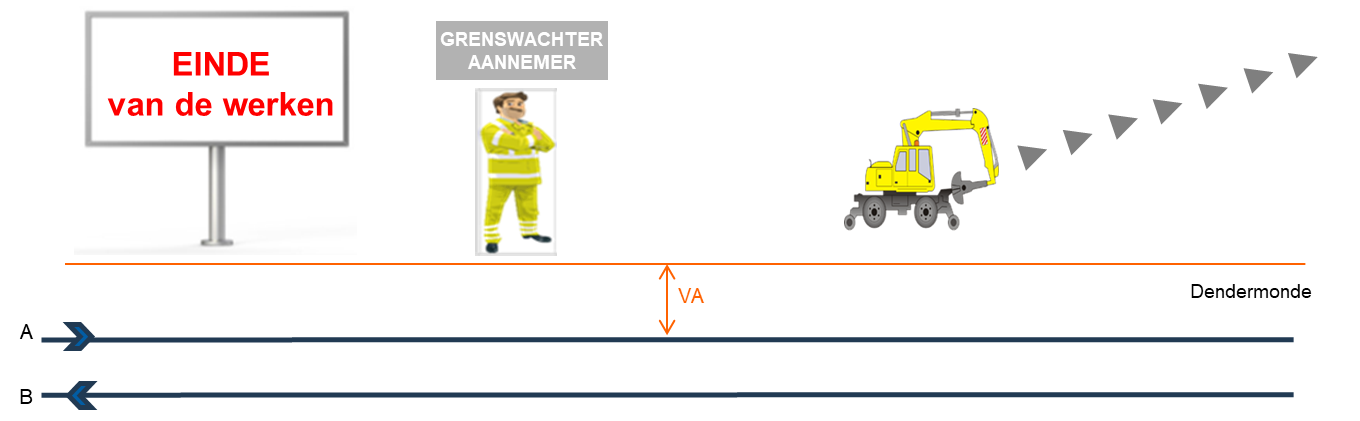 EINDE
van de werken
GRENSWACHTER
AANNEMER
VA
Dendermonde
A
B